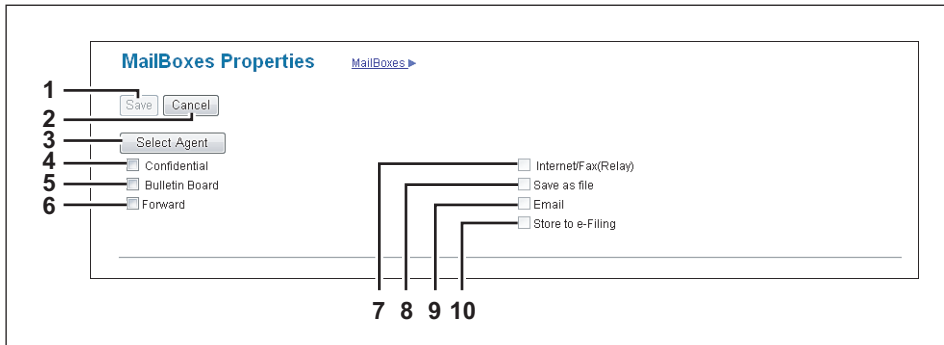 MailBoxes Properties MailBoxes
1 Save Cancel
2
3 Select Agent
4 Confidential Internet/Fax(Relay)
5 Bulletin Board Save as file
6 Forward Email
Store to e-Filing
7 8 9 10